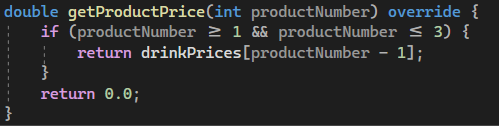 double getProductPrice(int productNumber) override {
    if (productNumber ≥ 1 && productNumber ≤ 3) {
        return drinkPrices[productNumber - 1];
    }
    return 0.0;
}